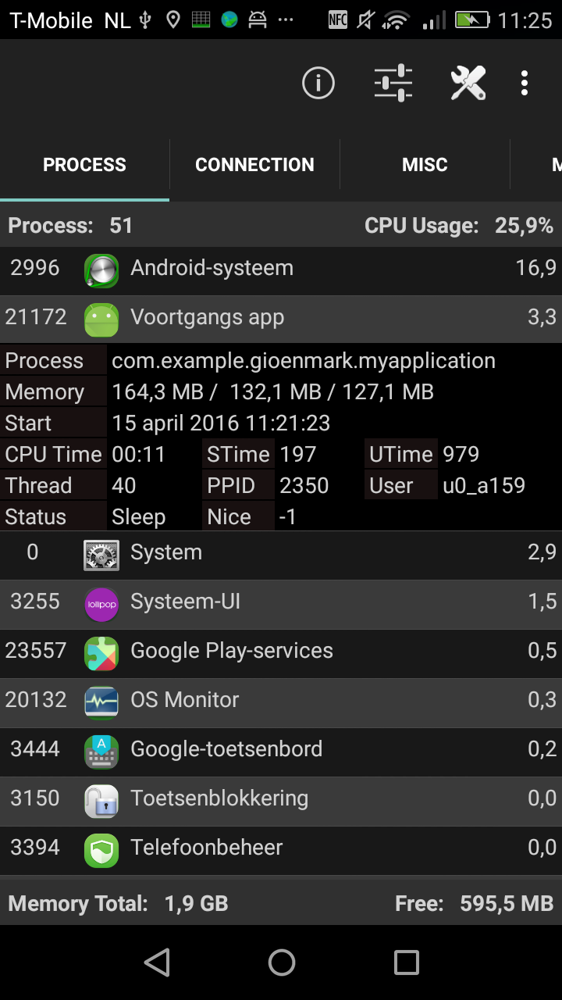 T-Mobile NL NFC 11:25
PROCESS CONNECTION MISC M
Process: 51 CPU Usage: 25,9%
2996 Android-systeem 16,9
21172 Voortgangs app 3,3
Process com.example.gioenmark.myapplication
Memory 164,3 MB / 132,1 MB / 127,1 MB
Start 15 april 2016 11:21:23
CPU Time 00:11 STime 197 UTime 979
Thread 40 PPID 2350 User u0_a159
Status Sleep Nice -1
0 System 2,9
3255 lollipop Systeem-UI 1,5
23557 Google Play-services 0,5
20132 OS Monitor 0,3
3444 A Google-toetsenbord 0,2
3150 Toetsenblokkering 0,0
3394 Telefoonbeheer 0,0
Memory Total: 1,9 GB Free: 595,5 MB